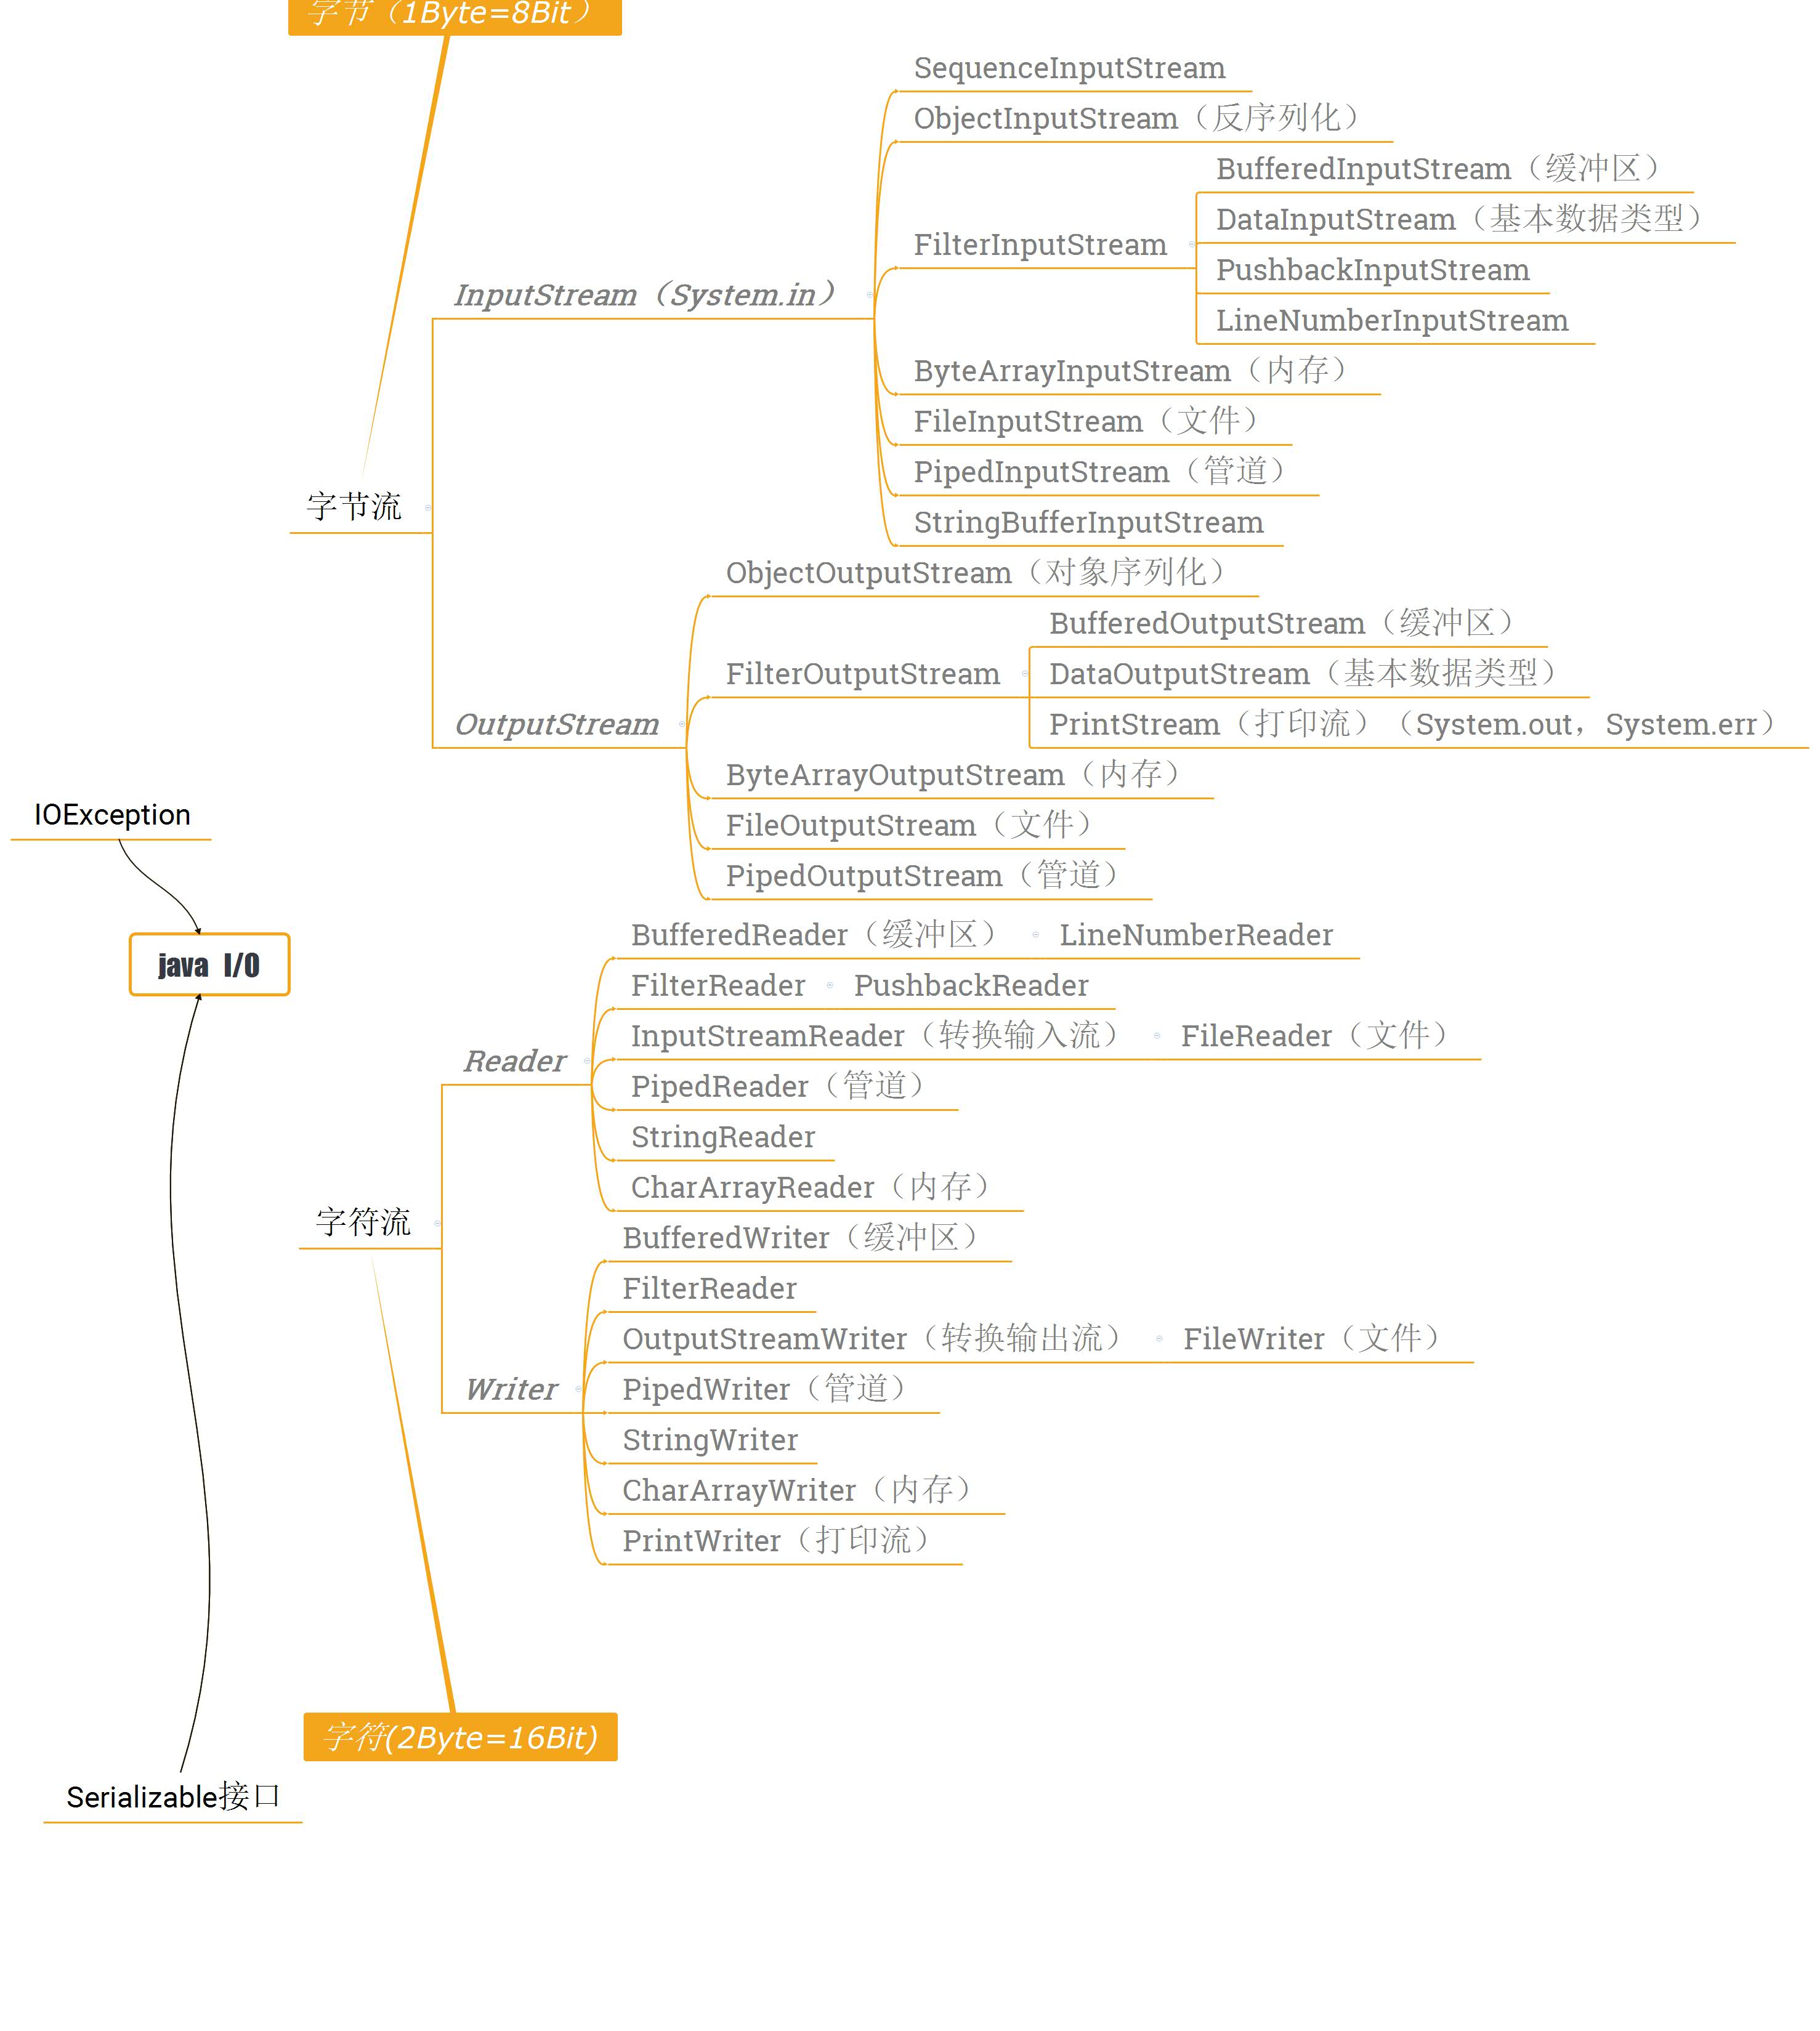 字节（1Byte=8Bit）
SequenceInputStream
ObjectInputStream（反序列化）
BufferedInputStream（缓冲区）
DataInputStream（基本数据类型）
FilterInputStream
PushbackInputStream
InputStream（System.in）
LineNumberInputStream
ByteArrayInputStream（内存）
FileInputStream（文件）
PipedInputStream（管道）
字节流
StringBufferInputStream
ObjectOutputStream（对象序列化）
BufferedOutputStream（缓冲区）
FilterOutputStream
DataOutputStream（基本数据类型）
OutputStream
PrintStream（打印流）（System.out，System.err）
ByteArrayOutputStream（内存）
IOException
FileOutputStream（文件）
PipedOutputStream（管道）
BufferedReader（缓冲区） LineNumberReader
java I/O
FilterReader PushbackReader
InputStreamReader（转换输入流） FileReader（文件）
Reader
PipedReader（管道）
StringReader
CharArrayReader（内存）
字符流
BufferedWriter（缓冲区）
FilterReader
OutputStreamWriter（转换输出流） FileWriter（文件）
Writer
PipedWriter（管道）
StringWriter
CharArrayWriter（内存）
PrintWriter（打印流）
字符(2Byte=16Bit)
Serializable接口